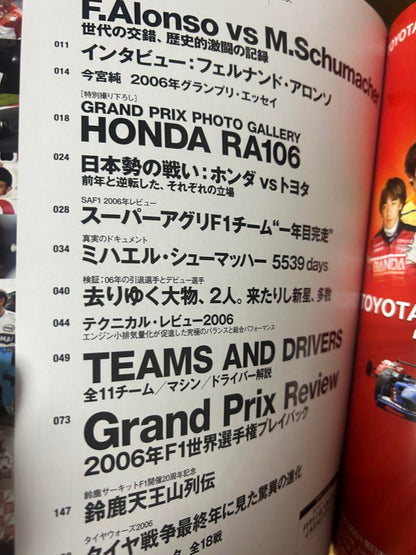 F.Alonso vs M.Schumacher
世代の交錯、歴史的激闘の記録
011 インタビュー：フェルナンド・アロンソ
014 今宮純 2006年グランプリ・エッセイ
［特別撮り下ろし］
018 GRAND PRIX PHOTO GALLERY
HONDA RA106
024 日本勢の戦い：ホンダ vs トヨタ
前年と逆転した、それぞれの立場
SAF1 2006年レビュー
028 スーパーアグリF1チーム“一年目完走”
真実のドキュメント
034 ミハエル・シューマッハー 5539 days
検証：06年の引退選手とデビュー選手
040 去りゆく大物、2人。来たりし新星、多数
044 テクニカル・レビュー2006
エンジン小排気量化が促進した究極のバランスと総合パフォーマンス
049 TEAMS AND DRIVERS
全11チーム／マシン／ドライバー解説
073 Grand Prix Review
2006年F1世界選手権プレイバック
鈴鹿サーキットF1開催20周年記念
147 鈴鹿天王山列伝
タイヤウォーズ2006
タイヤ戦争最終年に見た驚異の進化
全18戦
TOYOTA
BANDAI
TOYOTA